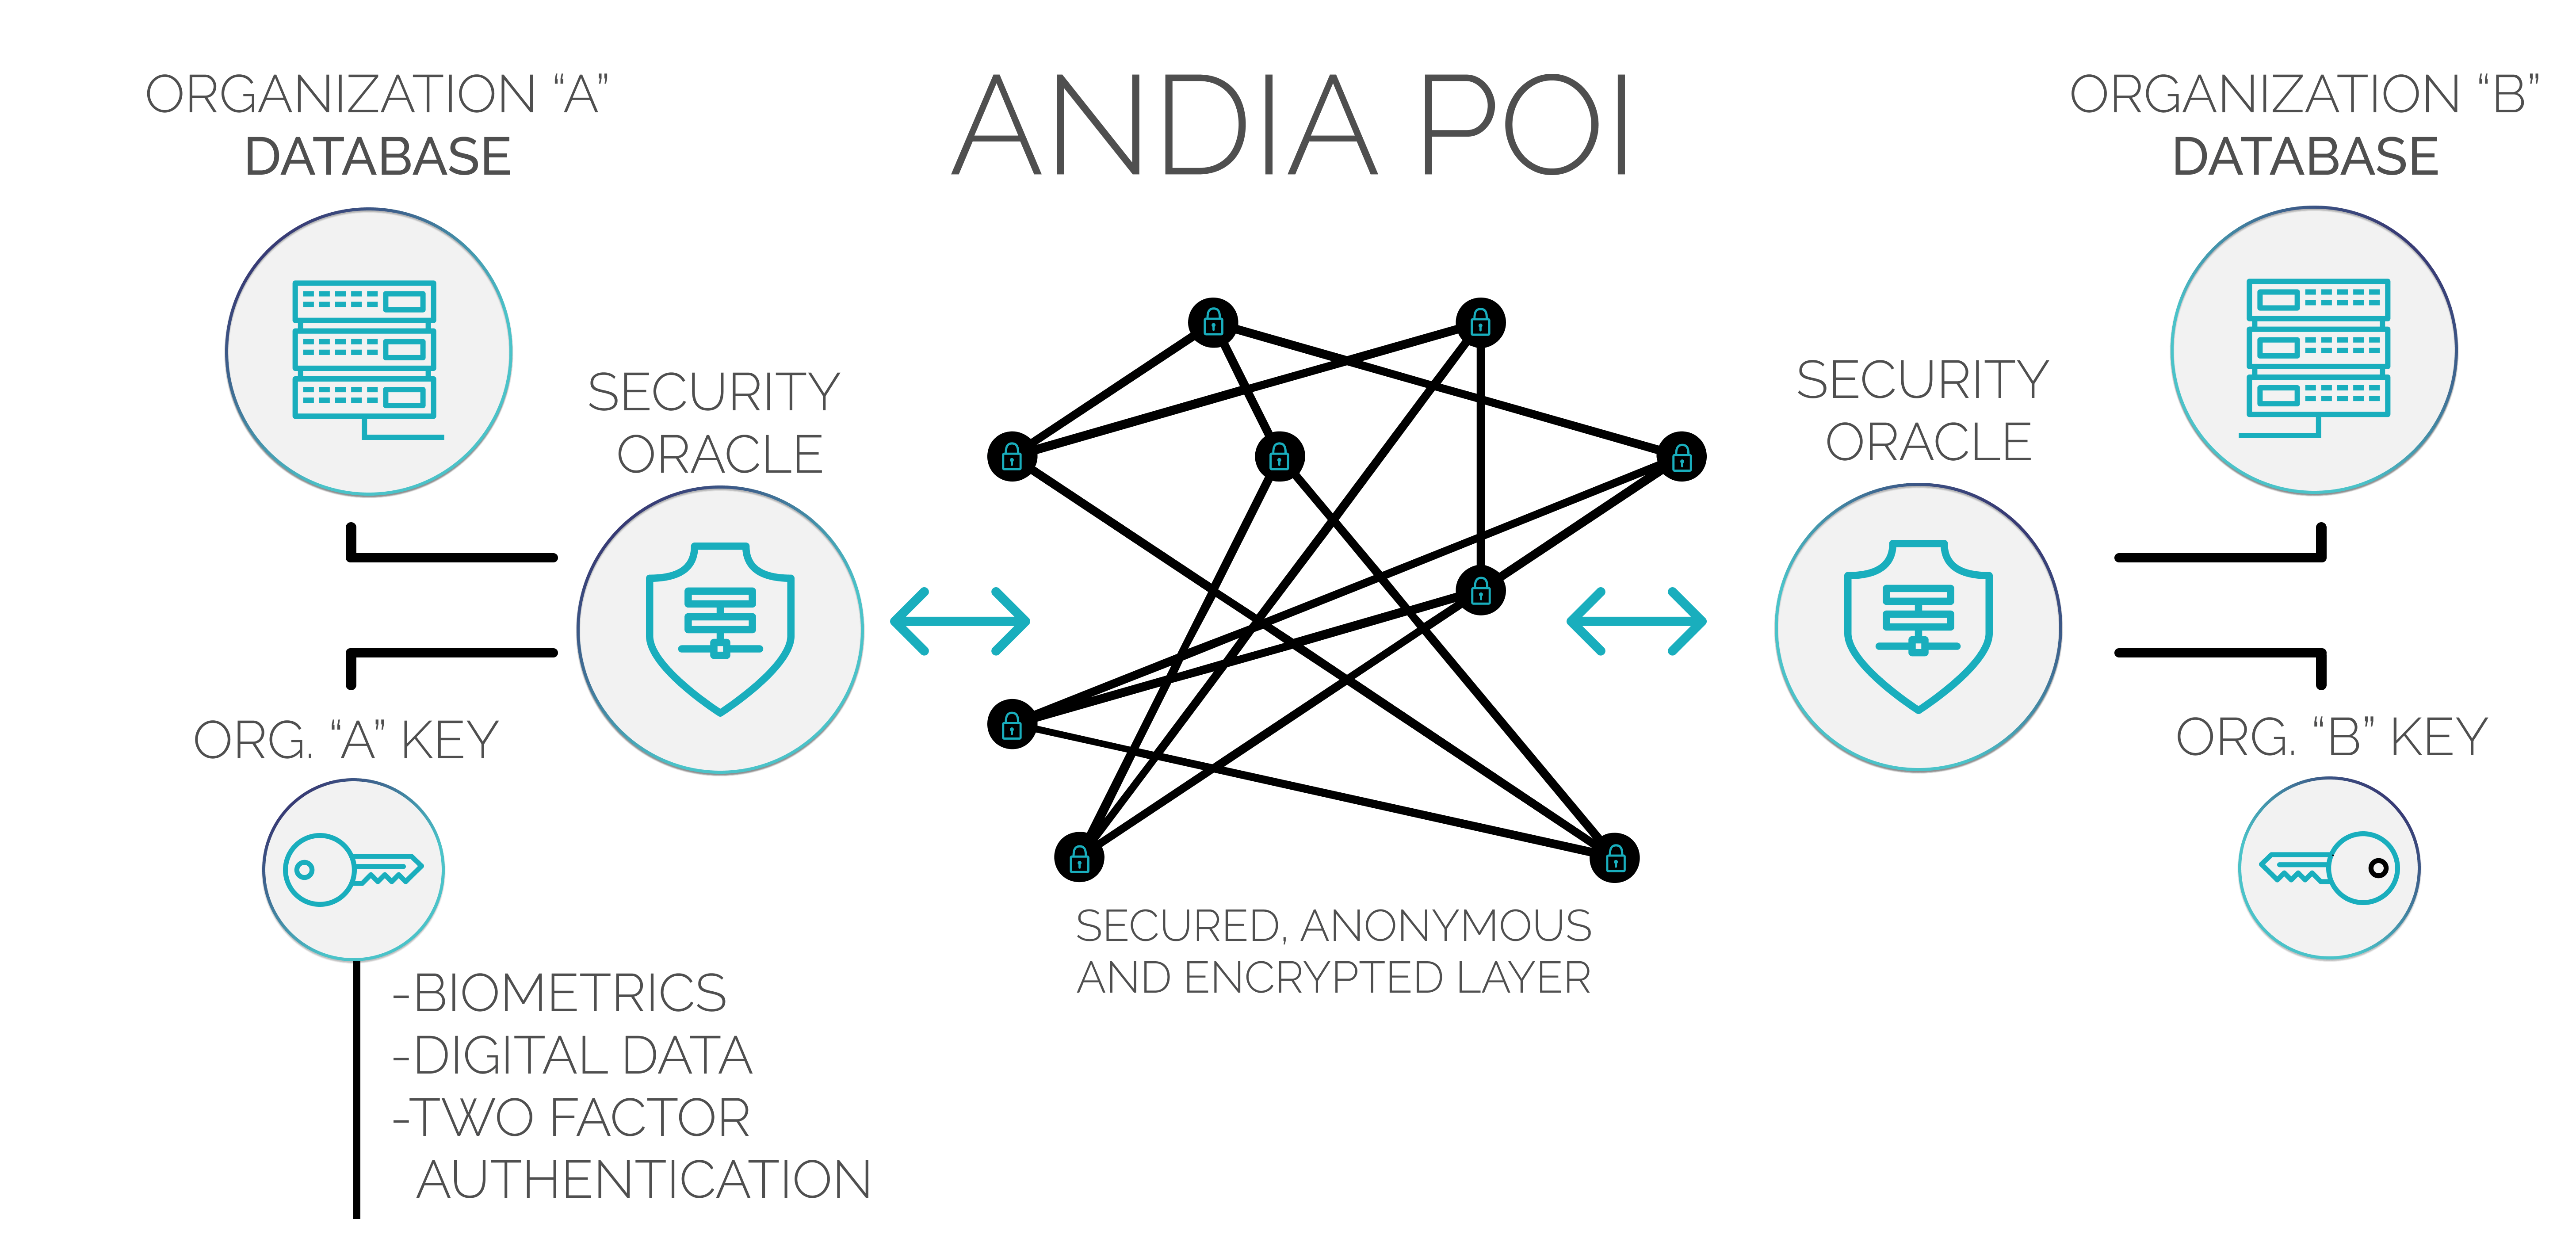 ORGANIZATION “A”
DATABASE
ANDIA POI
ORGANIZATION “B”
DATABASE
SECURITY
ORACLE
SECURITY
ORACLE
ORG. “A” KEY
ORG. “B” KEY
SECURED, ANONYMOUS
AND ENCRYPTED LAYER
-BIOMETRICS
-DIGITAL DATA
-TWO FACTOR
AUTHENTICATION